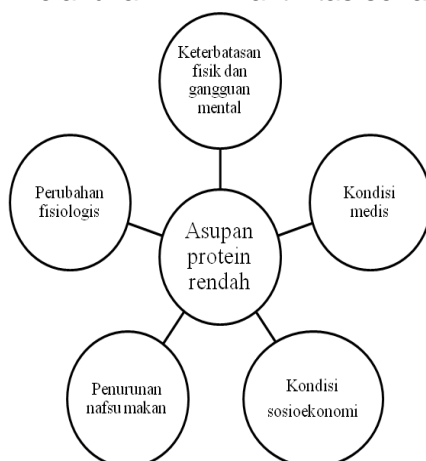 Keterbatasan
fisik dan
gangguan
mental
Perubahan
fisiologis
Kondisi
medis
Asupan
protein
rendah
Penurunan
nafsu makan
Kondisi
sosioekonomi